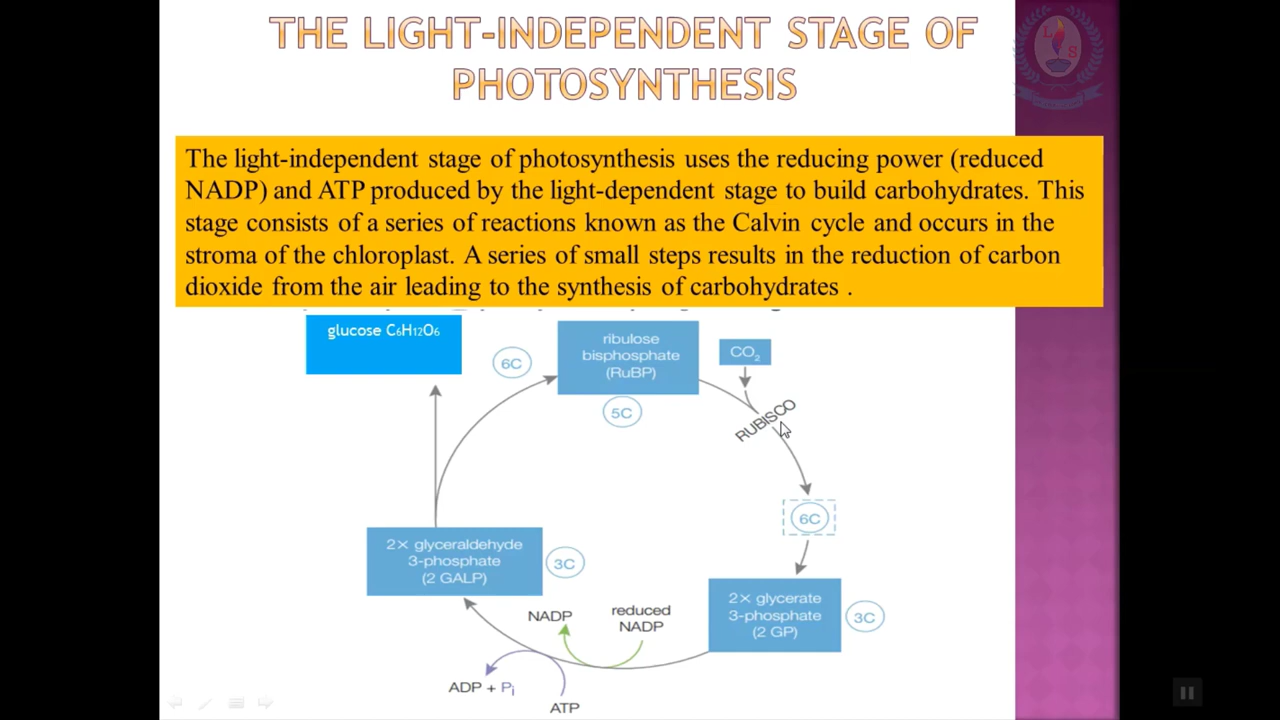 THE LIGHT-INDEPENDENT STAGE OF
PHOTOSYNTHESIS
L
S
The light-independent stage of photosynthesis uses the reducing power (reduced
NADP) and ATP produced by the light-dependent stage to build carbohydrates. This
stage consists of a series of reactions known as the Calvin cycle and occurs in the
stroma of the chloroplast. A series of small steps results in the reduction of carbon
dioxide from the air leading to the synthesis of carbohydrates .
glucose C₆H₁₂O₆
6C
ribulose
bisphosphate
(RuBP)
CO₂
5C
RUBISCO
6C
2× glyceraldehyde
3-phosphate
(2 GALP)
3C
2× glycerate
3-phosphate
(2 GP)
3C
NADP
reduced
NADP
ADP + Pᵢ
ATP